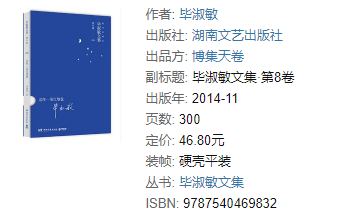 作者: 毕淑敏
出版社: 湖南文艺出版社
出品方: 博集天卷
副标题: 毕淑敏文集·第8卷
出版年: 2014-11
页数: 300
定价: 46.80元
装帧: 硬壳平装
丛书: 毕淑敏文集
ISBN: 9787540469832